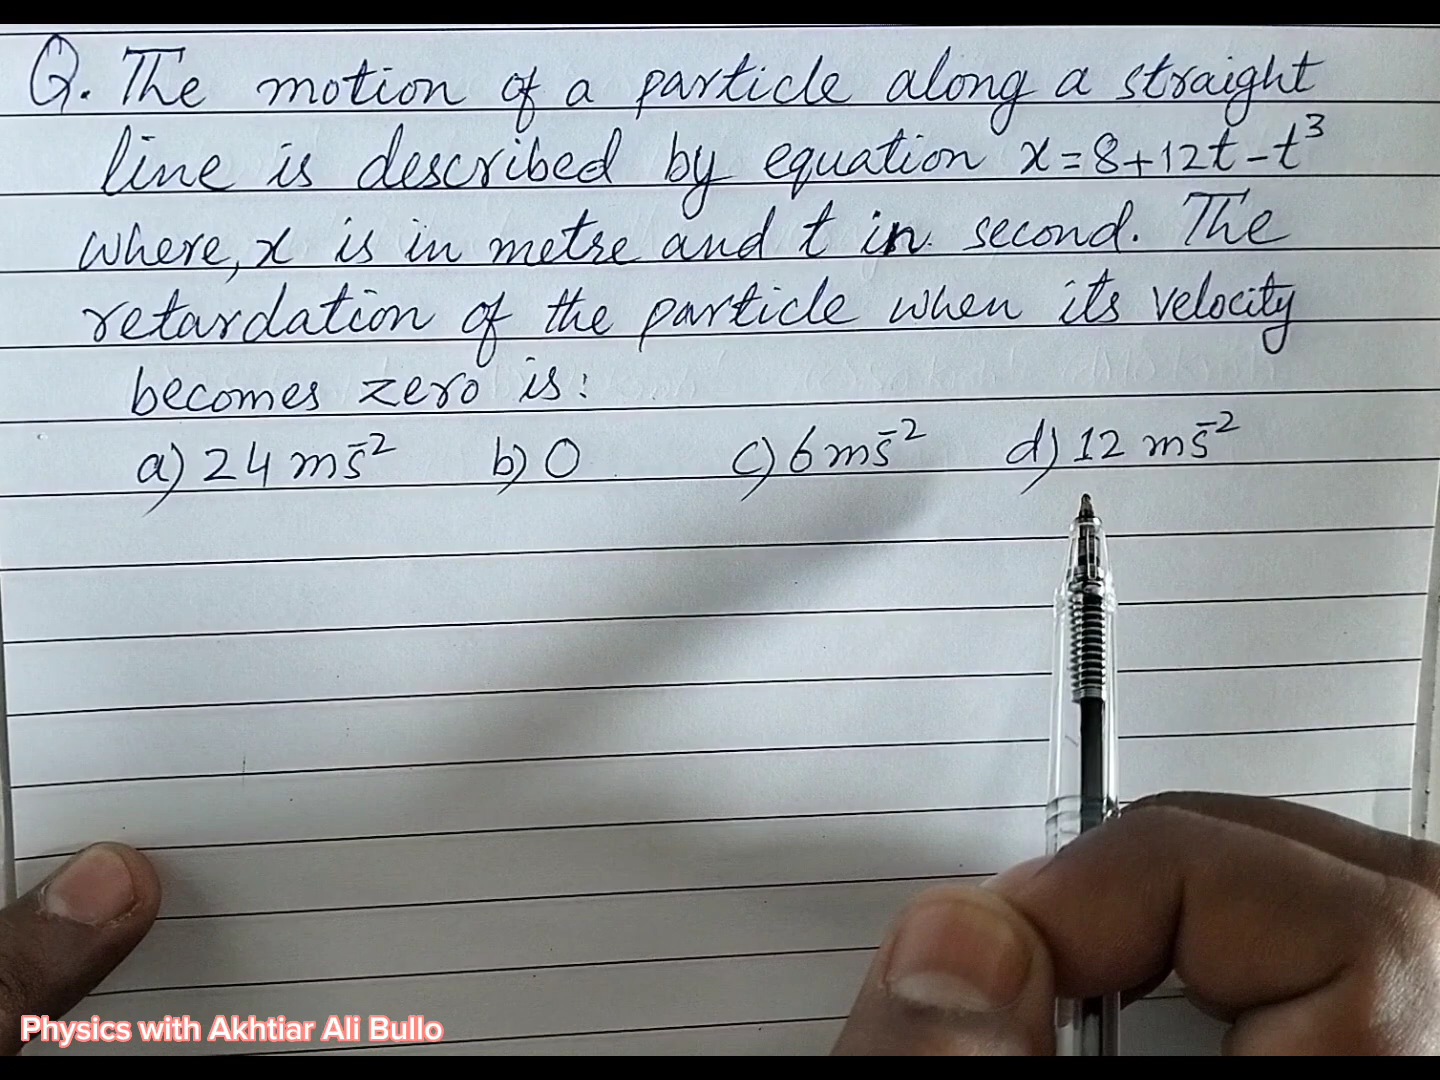 Q. The motion of a particle along a straight
line is described by equation x = 8+12t-t³
where, x is in metre and t in second. The
retardation of the particle when its velocity
becomes zero is:
a) 24 ms⁻² b) 0 c) 6 ms⁻² d) 12 ms⁻²
Physics with Akhtiar Ali Bullo